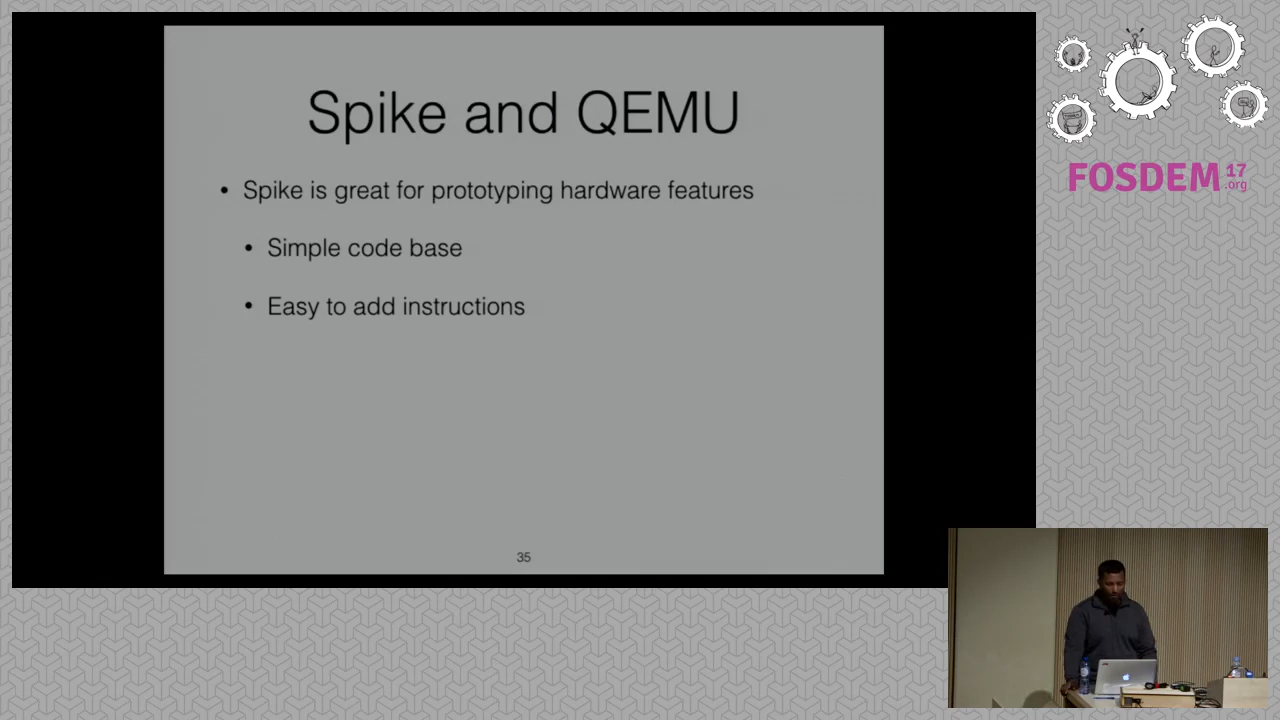 Spike and QEMU
• Spike is great for prototyping hardware features
• Simple code base
• Easy to add instructions
35
FOSDEM 17
.org